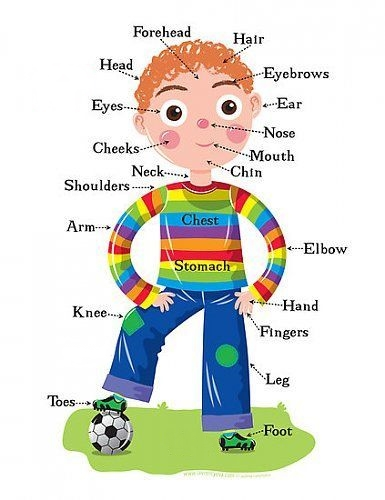 Forehead
Hair
Head
Eyebrows
Eyes
Ear
Nose
Cheeks
Mouth
Neck
Chin
Shoulders
Chest
Arm
Elbow
Stomach
Hand
Knee
Fingers
Leg
Toes
Foot